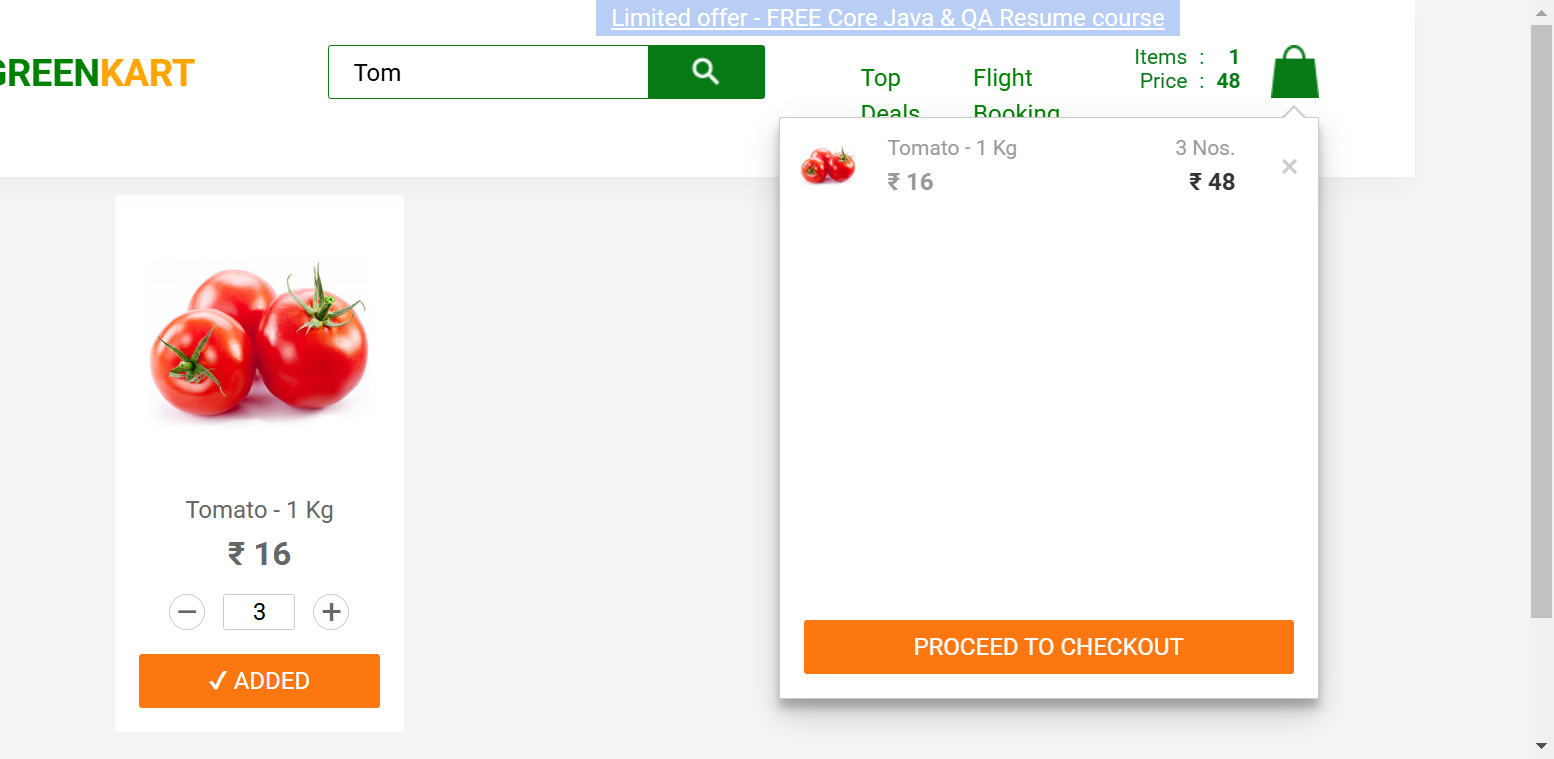 Limited offer - FREE Core Java & QA Resume course
GREENKART
Tom
Top
Deals
Flight
Booking
Items : 1
Price : 48
Tomato - 1 Kg
₹ 16
3 Nos.
₹ 48
×
PROCEED TO CHECKOUT
Tomato - 1 Kg
₹ 16
− 3 +
✓ ADDED